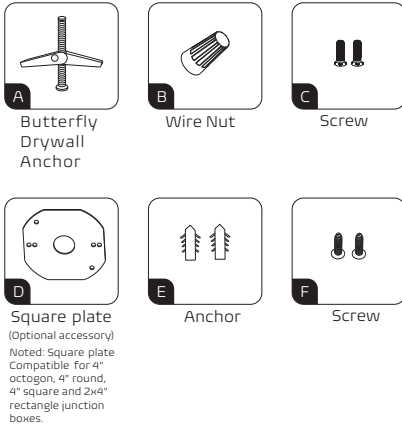 A
Butterfly
Drywall
Anchor
B
Wire Nut
C
Screw
D
Square plate
(Optional accessory)
Noted: Square plate
Compatible for 4"
octogon, 4" round,
4" square and 2x4"
rectangle junction
boxes.
E
Anchor
F
Screw